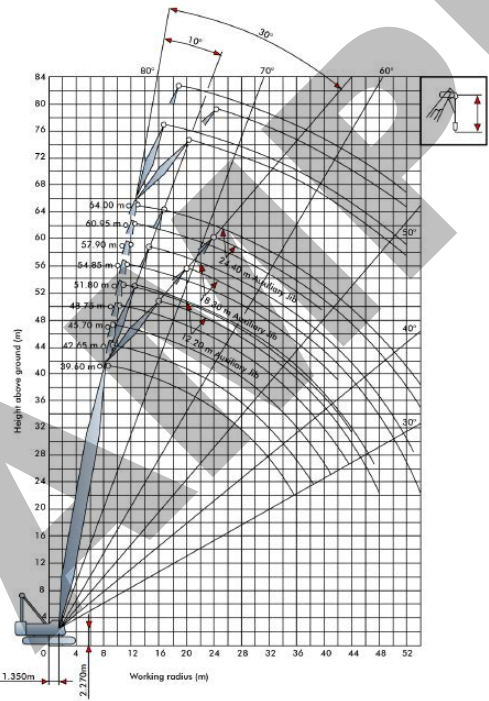 30°
10°
80°
70°
60°
50°
40°
30°
84
80
76
72
68
64
60
56
52
48
44
40
36
32
28
24
20
16
12
8
4
64.00 m
60.95 m
57.90 m
54.85 m
51.80 m
43.75 m
45.70 m
42.65 m
39.60 m
24.40 m Auxiliary Jib
18.30 m Auxiliary Jib
12.20 m Auxiliary Jib
Height above ground (m)
0 4 8 12 16 20 24 28 32 36 40 44 48 52
1.350m
2.270m
Working radius (m)